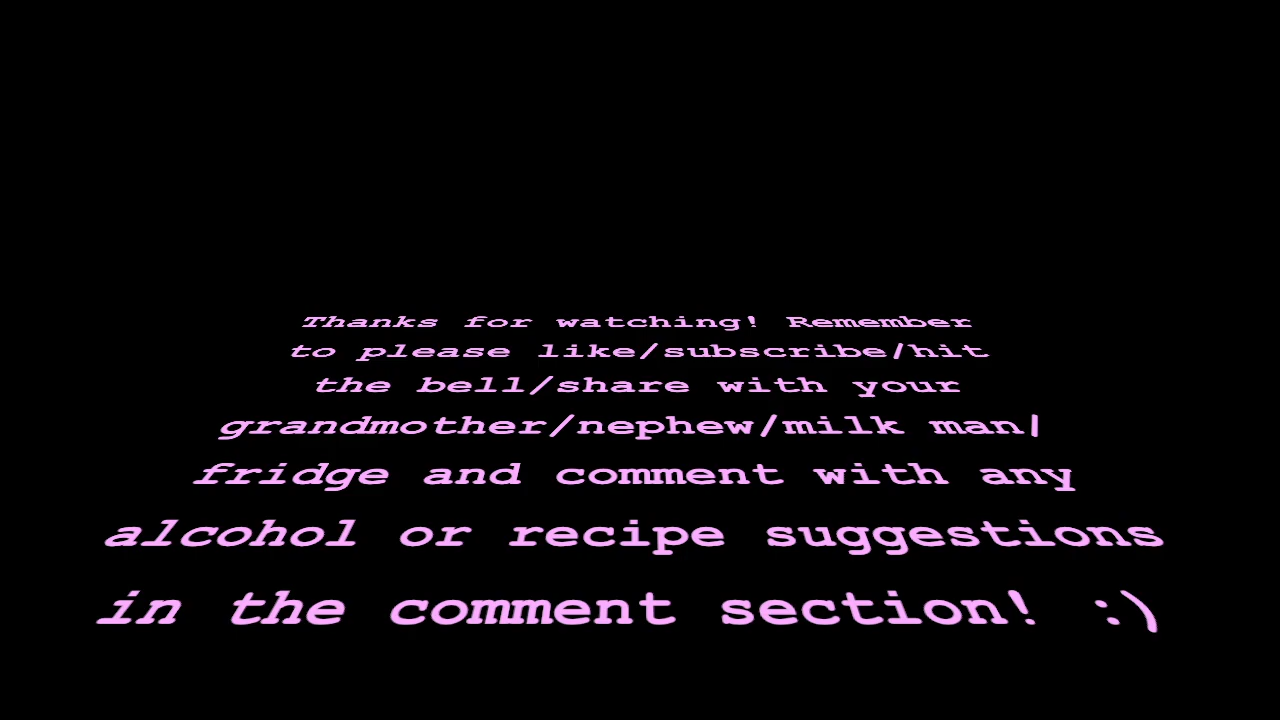 Thanks for watching! Remember
to please like/subscribe/hit
the bell/share with your
grandmother/nephew/milk man|
fridge and comment with any
alcohol or recipe suggestions
in the comment section! :)